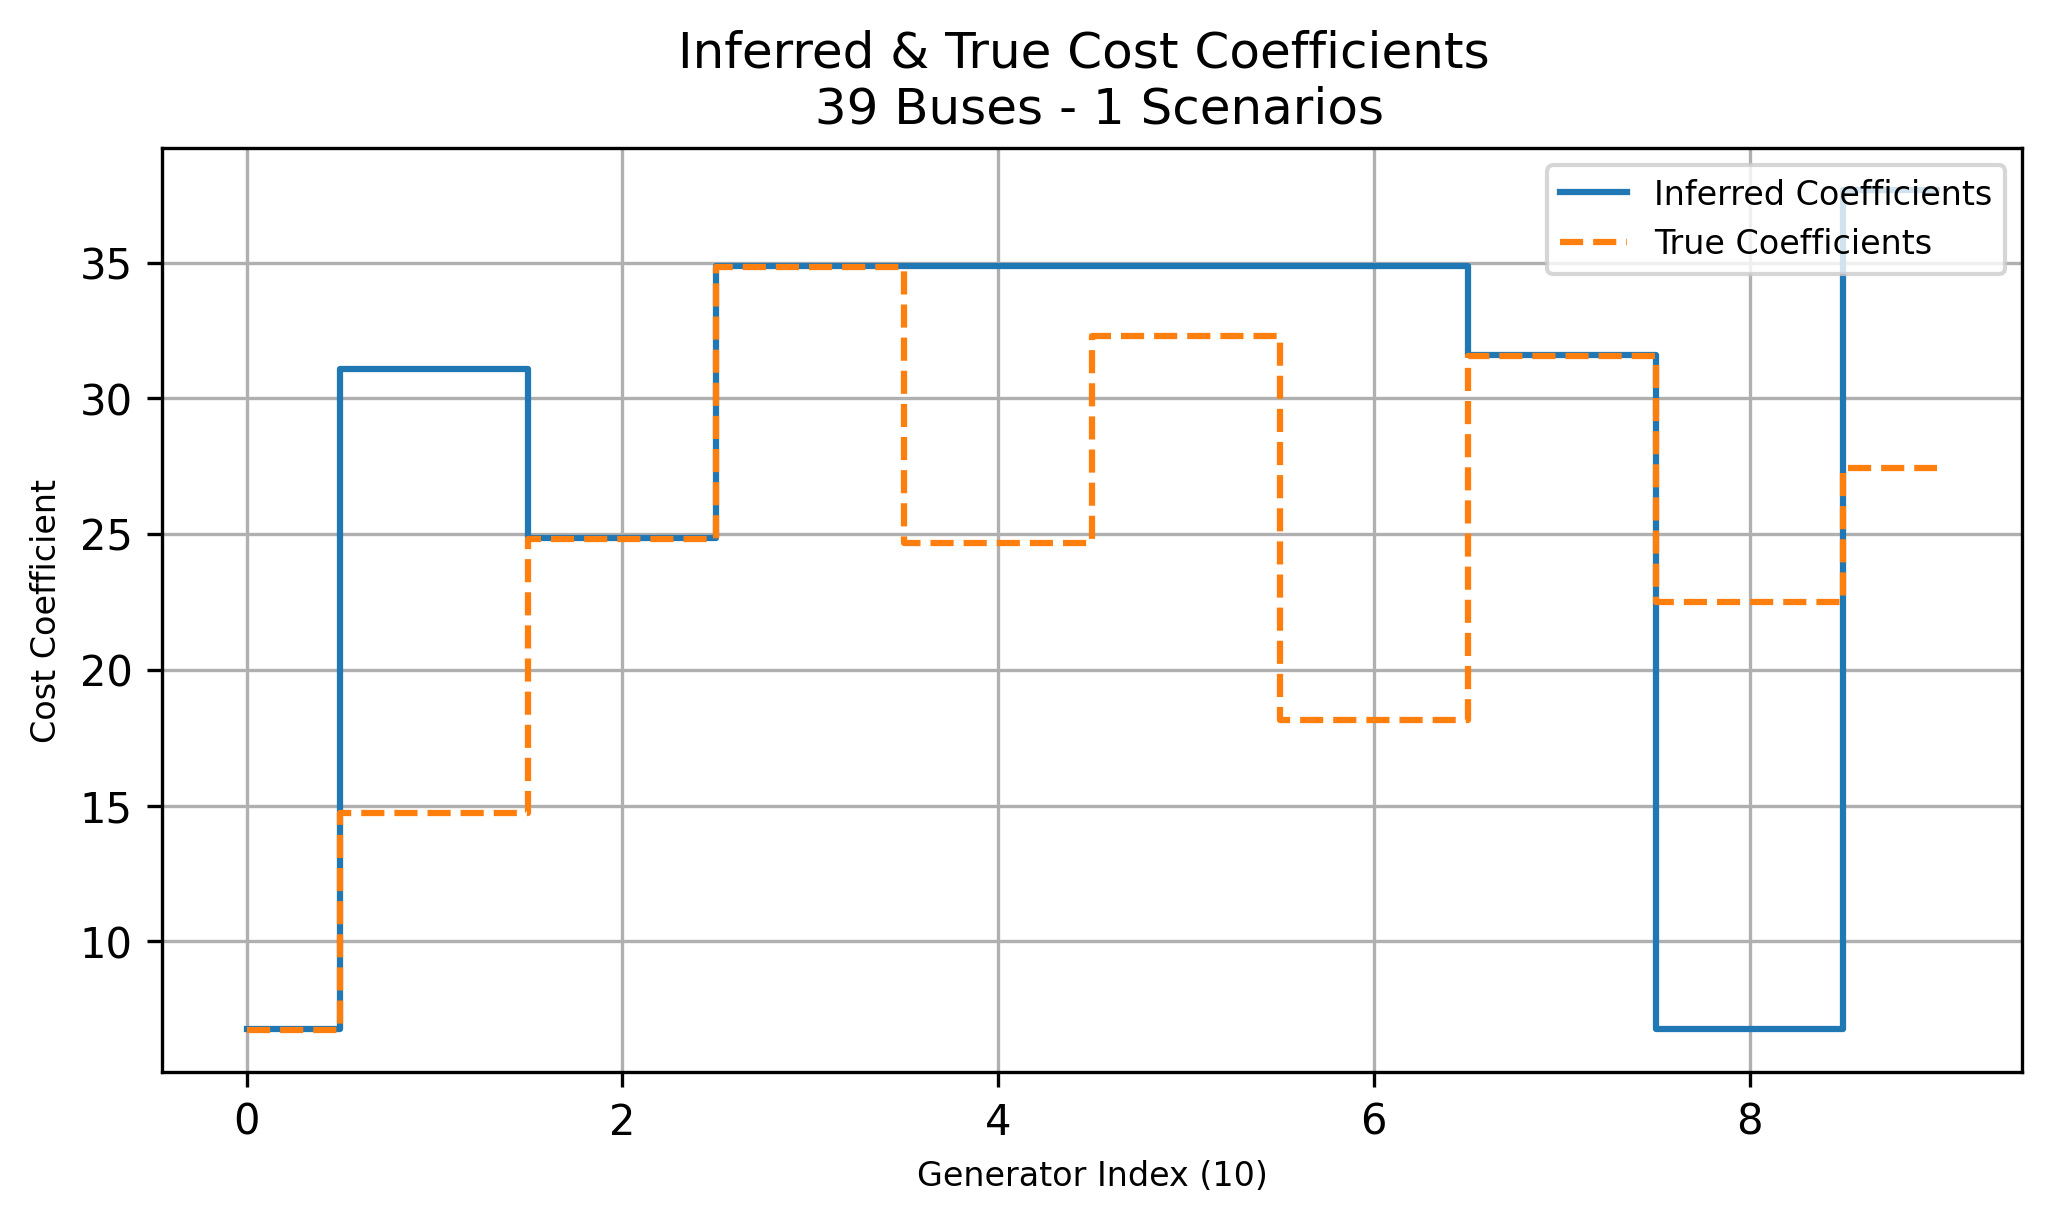 Inferred & True Cost Coefficients
39 Buses - 1 Scenarios
Inferred Coefficients
True Coefficients
Cost Coefficient
35
30
25
20
15
10
0 2 4 6 8
Generator Index (10)